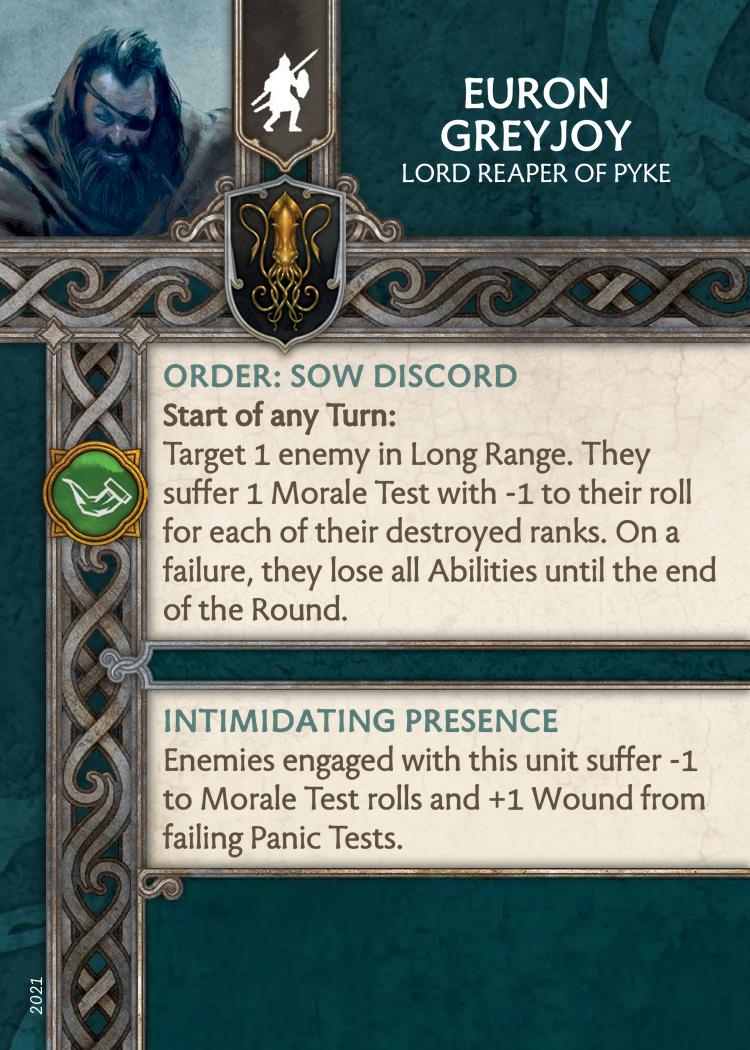 EURON
GREYJOY
LORD REAPER OF PYKE
ORDER: SOW DISCORD
Start of any Turn:
Target 1 enemy in Long Range. They
suffer 1 Morale Test with -1 to their roll
for each of their destroyed ranks. On a
failure, they lose all Abilities until the end
of the Round.
INTIMIDATING PRESENCE
Enemies engaged with this unit suffer -1
to Morale Test rolls and +1 Wound from
failing Panic Tests.
2021